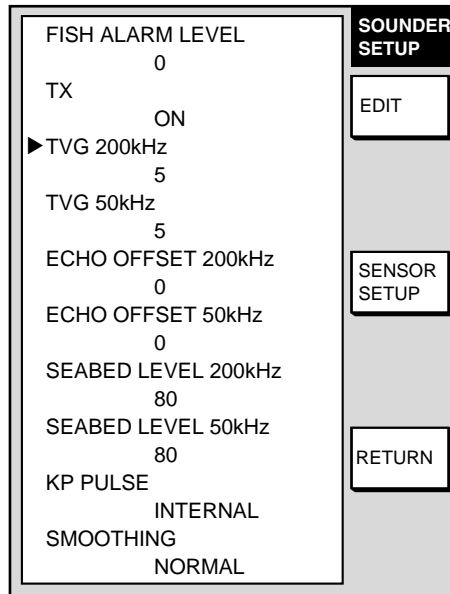 FISH ALARM LEVEL
0
TX
ON
▶TVG 200kHz
5
TVG 50kHz
5
ECHO OFFSET 200kHz
0
ECHO OFFSET 50kHz
0
SEABED LEVEL 200kHz
80
SEABED LEVEL 50kHz
80
KP PULSE
INTERNAL
SMOOTHING
NORMAL
SOUNDER
SETUP
EDIT
SENSOR
SETUP
RETURN